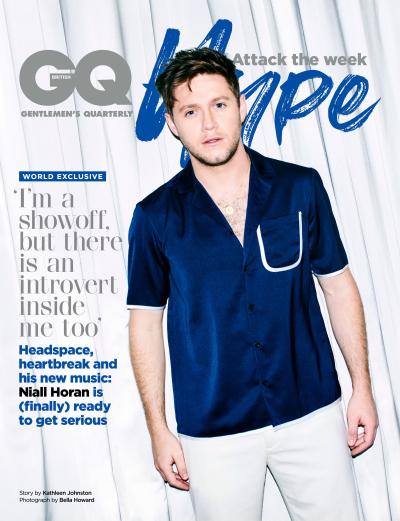 GQ
BRITISH
GENTLEMEN'S QUARTERLY
Hype
Attack the week
WORLD EXCLUSIVE
'I'm a
showoff,
but there
is an
introvert
inside
me too'
Headspace,
heartbreak and
his new music:
Niall Horan is
(finally) ready
to get serious
Story by Kathleen Johnston
Photograph by Bella Howard